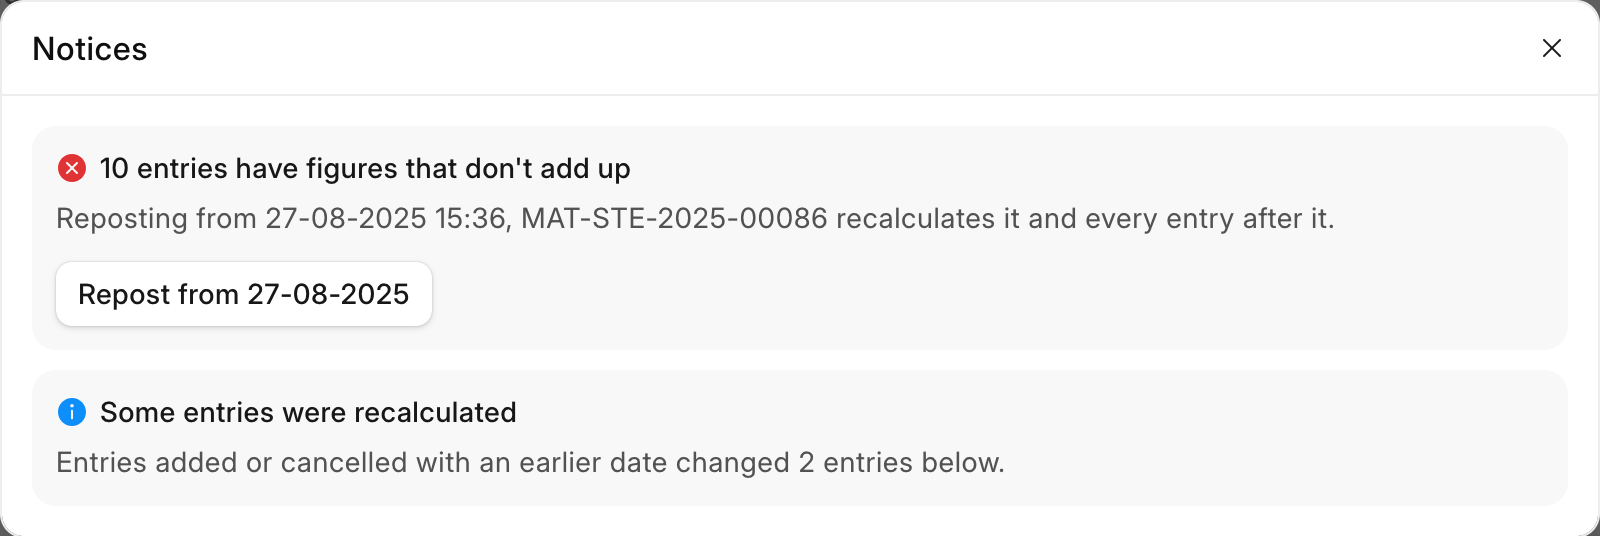 Notices
10 entries have figures that don't add up
Reposting from 27-08-2025 15:36, MAT-STE-2025-00086 recalculates it and every entry after it.
Repost from 27-08-2025
Some entries were recalculated
Entries added or cancelled with an earlier date changed 2 entries below.